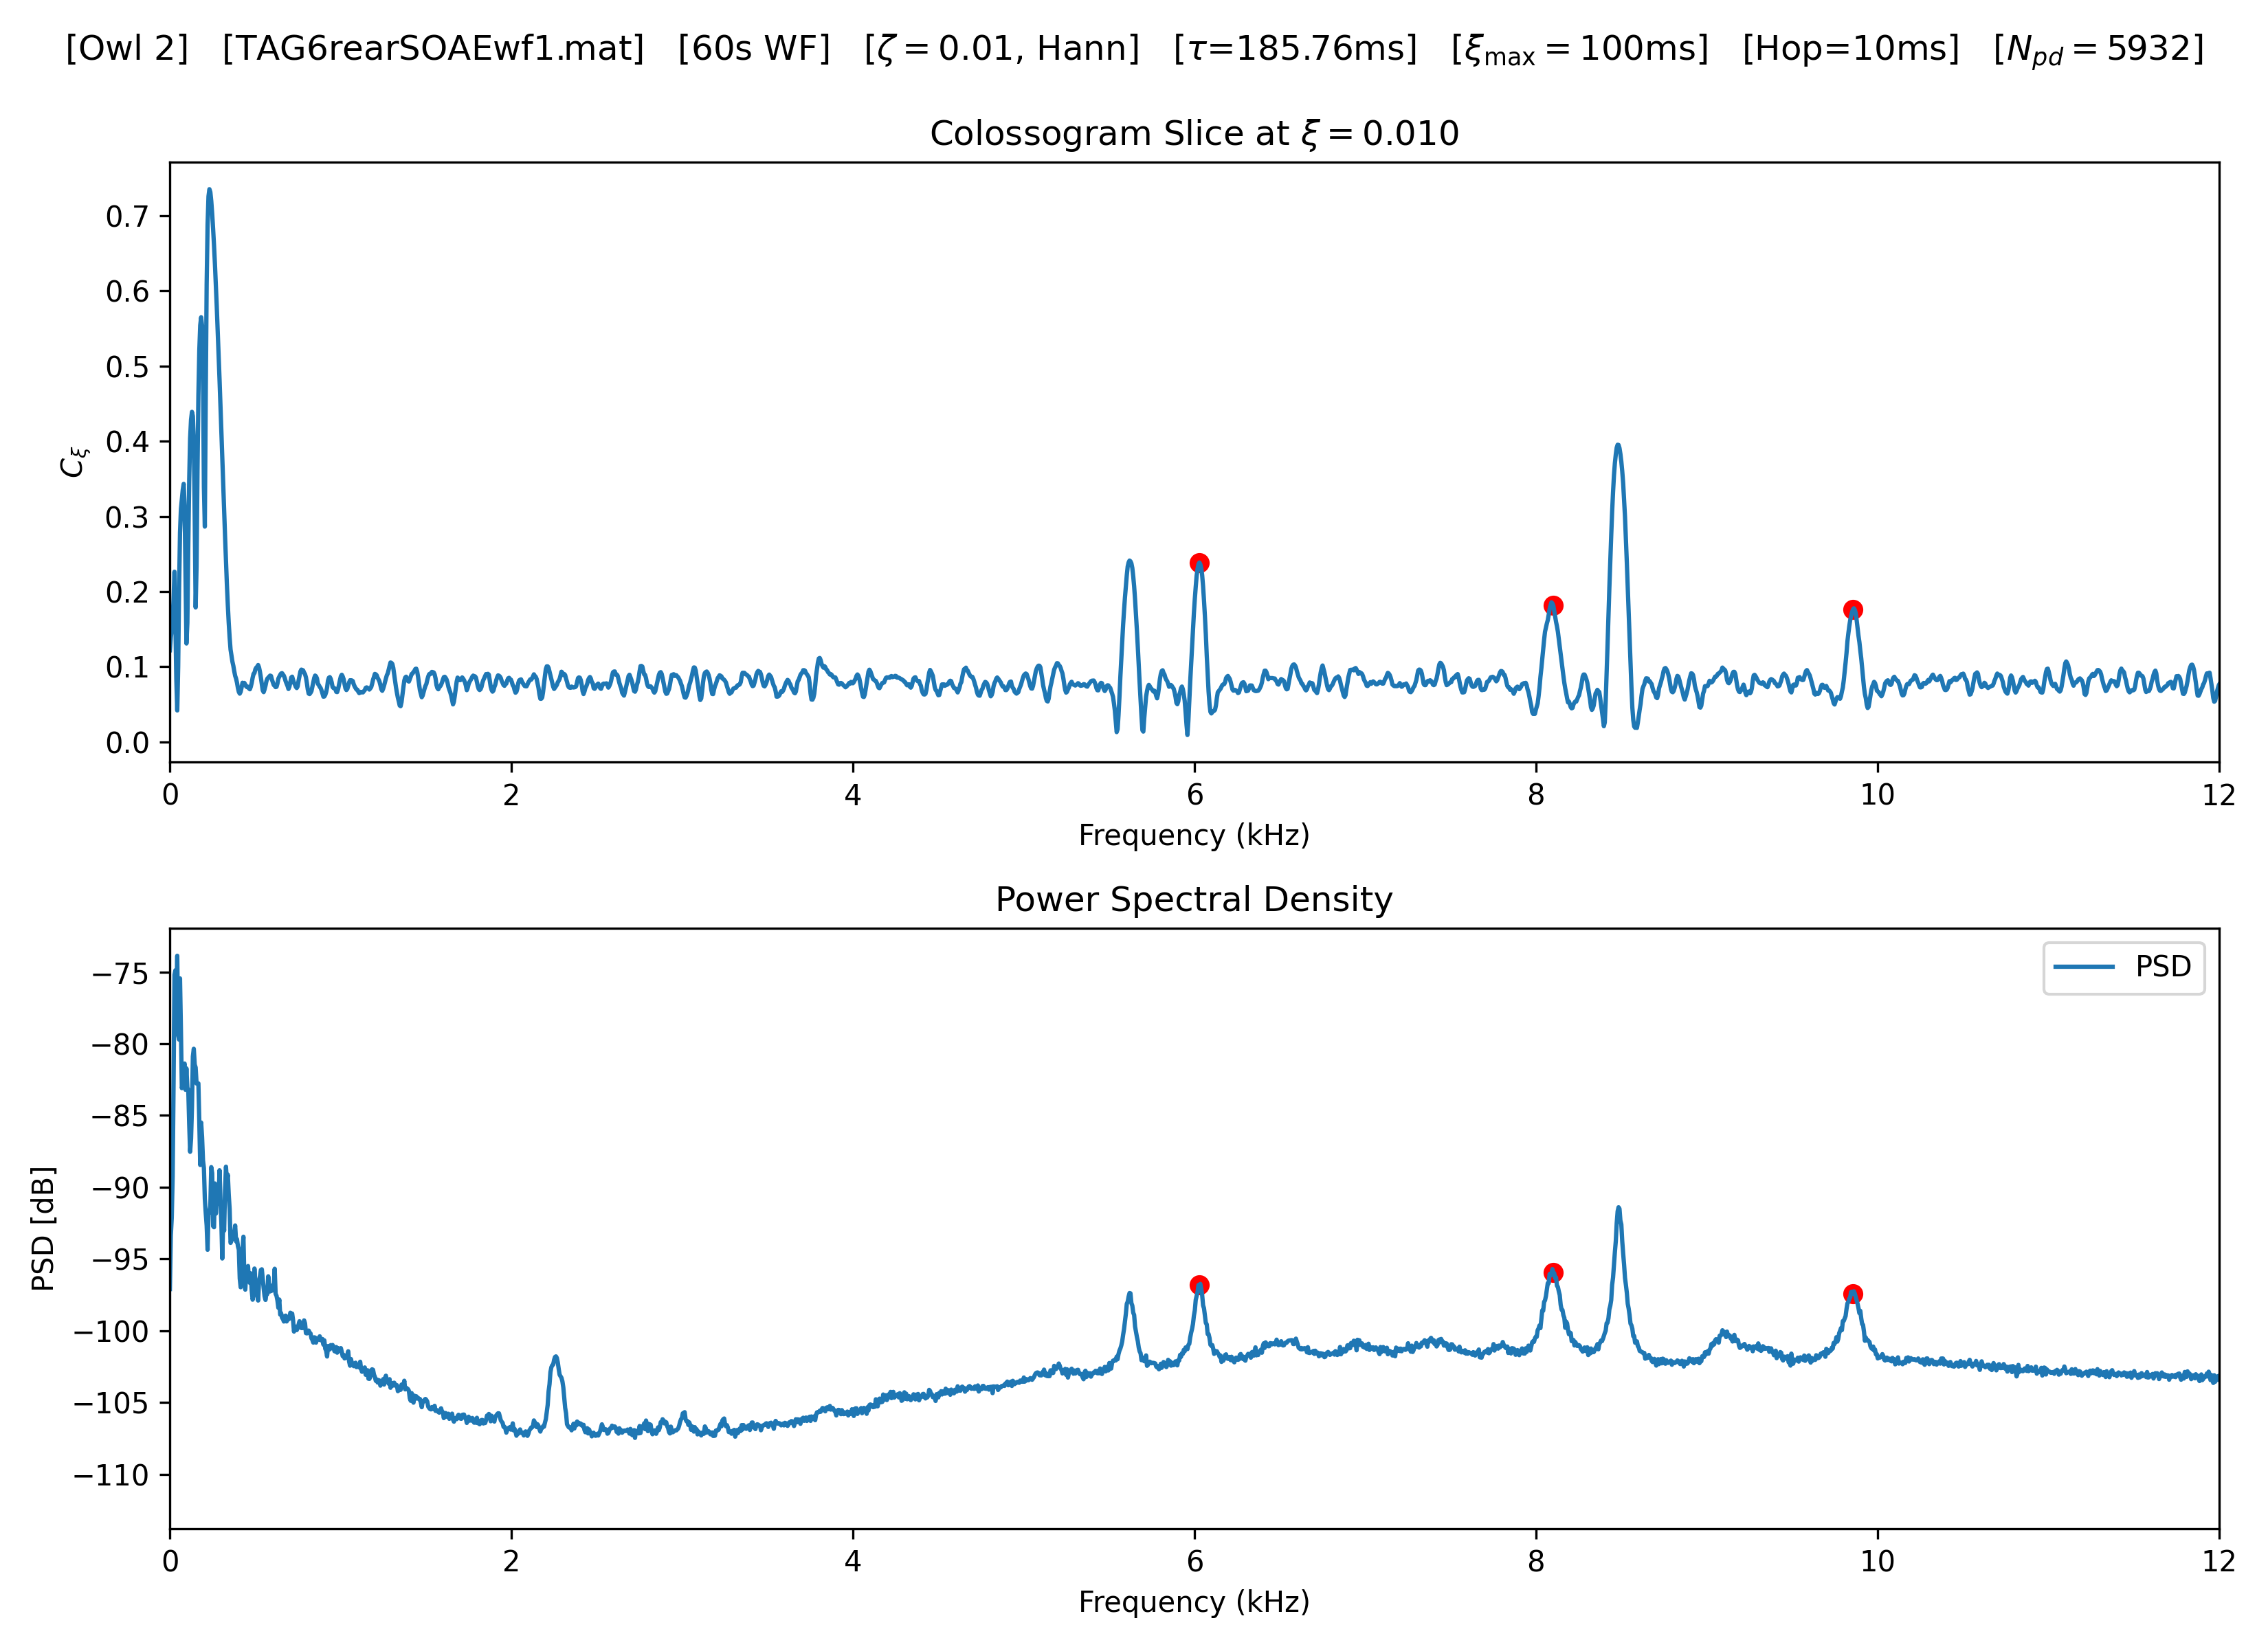 [Owl 2] [TAG6rearSOAEwf1.mat] [60s WF] [ζ = 0.01, Hann] [τ=185.76ms] [ξmax = 100ms] [Hop=10ms] [Npd = 5932]
Colossogram Slice at ξ = 0.010
0.7
0.6
0.5
0.4
0.3
0.2
0.1
0.0
Cξ
0 2 4 6 8 10 12
Frequency (kHz)
Power Spectral Density
PSD
−75
−80
−85
−90
−95
−100
−105
−110
PSD [dB]
0 2 4 6 8 10 12
Frequency (kHz)